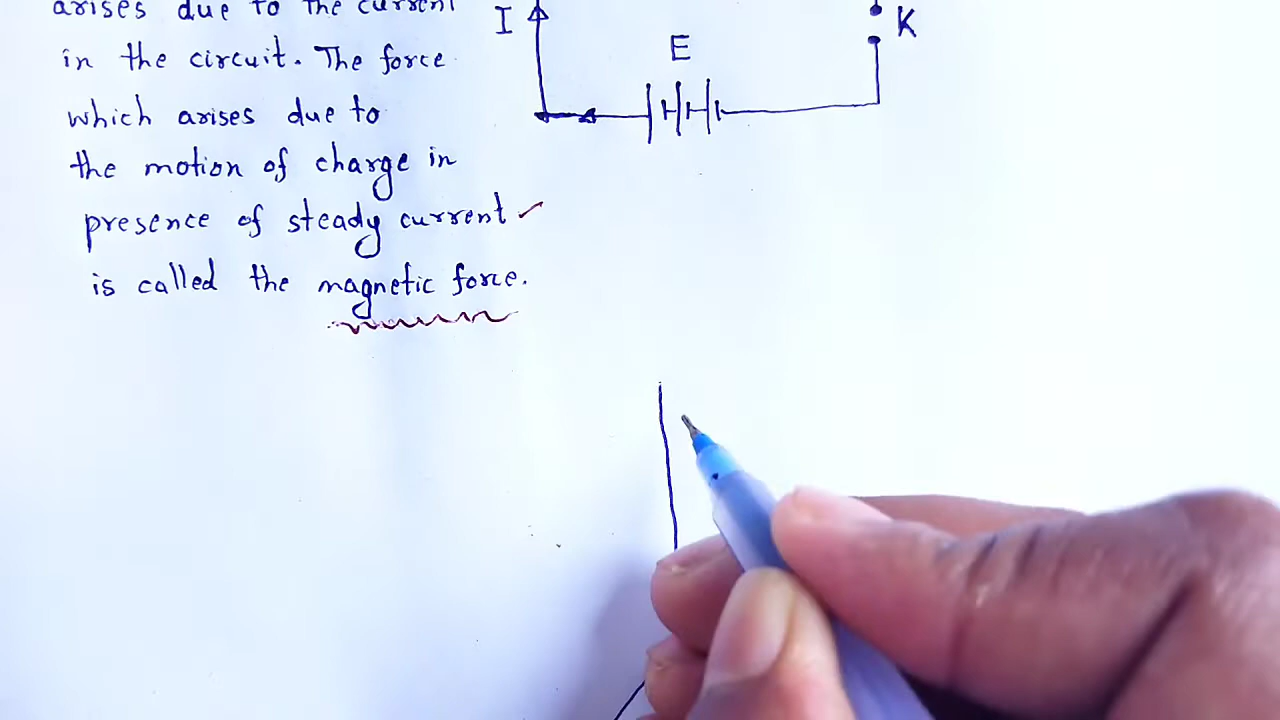 arises due to the current
in the circuit. The force
which arises due to
the motion of charge in
presence of steady current
is called the magnetic force.
I
E
K